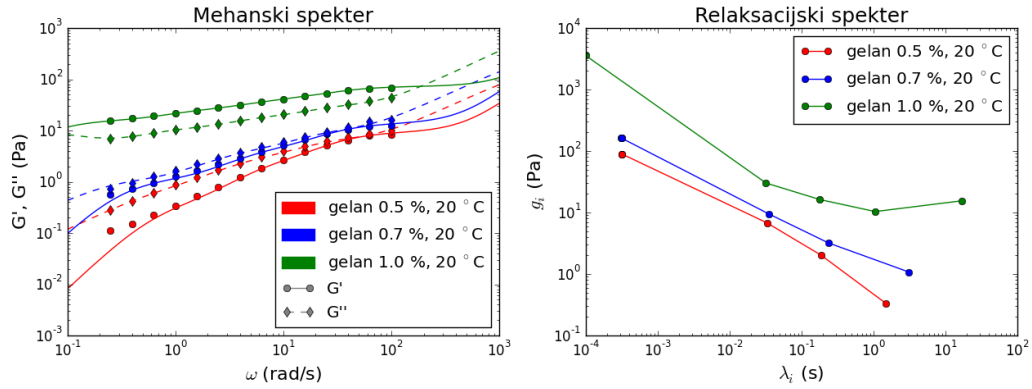 Mehanski spekter
10³
10²
10¹
10⁰
10⁻¹
10⁻²
10⁻³
G', G'' (Pa)
gelan 0.5 %, 20 °C
gelan 0.7 %, 20 °C
gelan 1.0 %, 20 °C
G'
G''
10⁻¹ 10⁰ 10¹ 10² 10³
ω (rad/s)
Relaksacijski spekter
10⁴
10³
10²
10¹
10⁰
10⁻¹
gᵢ (Pa)
gelan 0.5 %, 20 °C
gelan 0.7 %, 20 °C
gelan 1.0 %, 20 °C
10⁻⁴ 10⁻³ 10⁻² 10⁻¹ 10⁰ 10¹ 10²
λᵢ (s)